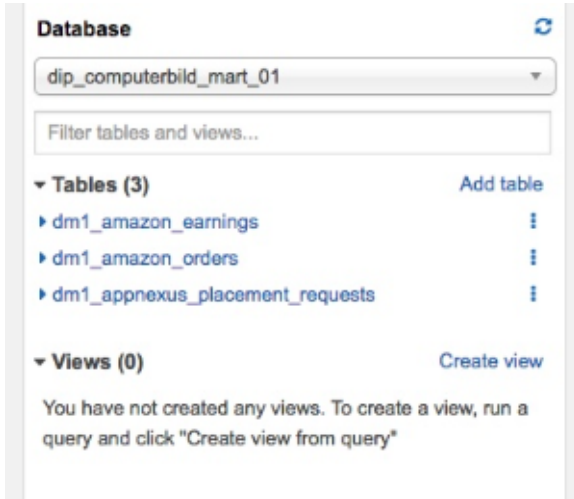 Database
dip_computerbild_mart_01
Filter tables and views...
Tables (3) Add table
dm1_amazon_earnings
dm1_amazon_orders
dm1_appnexus_placement_requests
Views (0) Create view
You have not created any views. To create a view, run a
query and click "Create view from query"